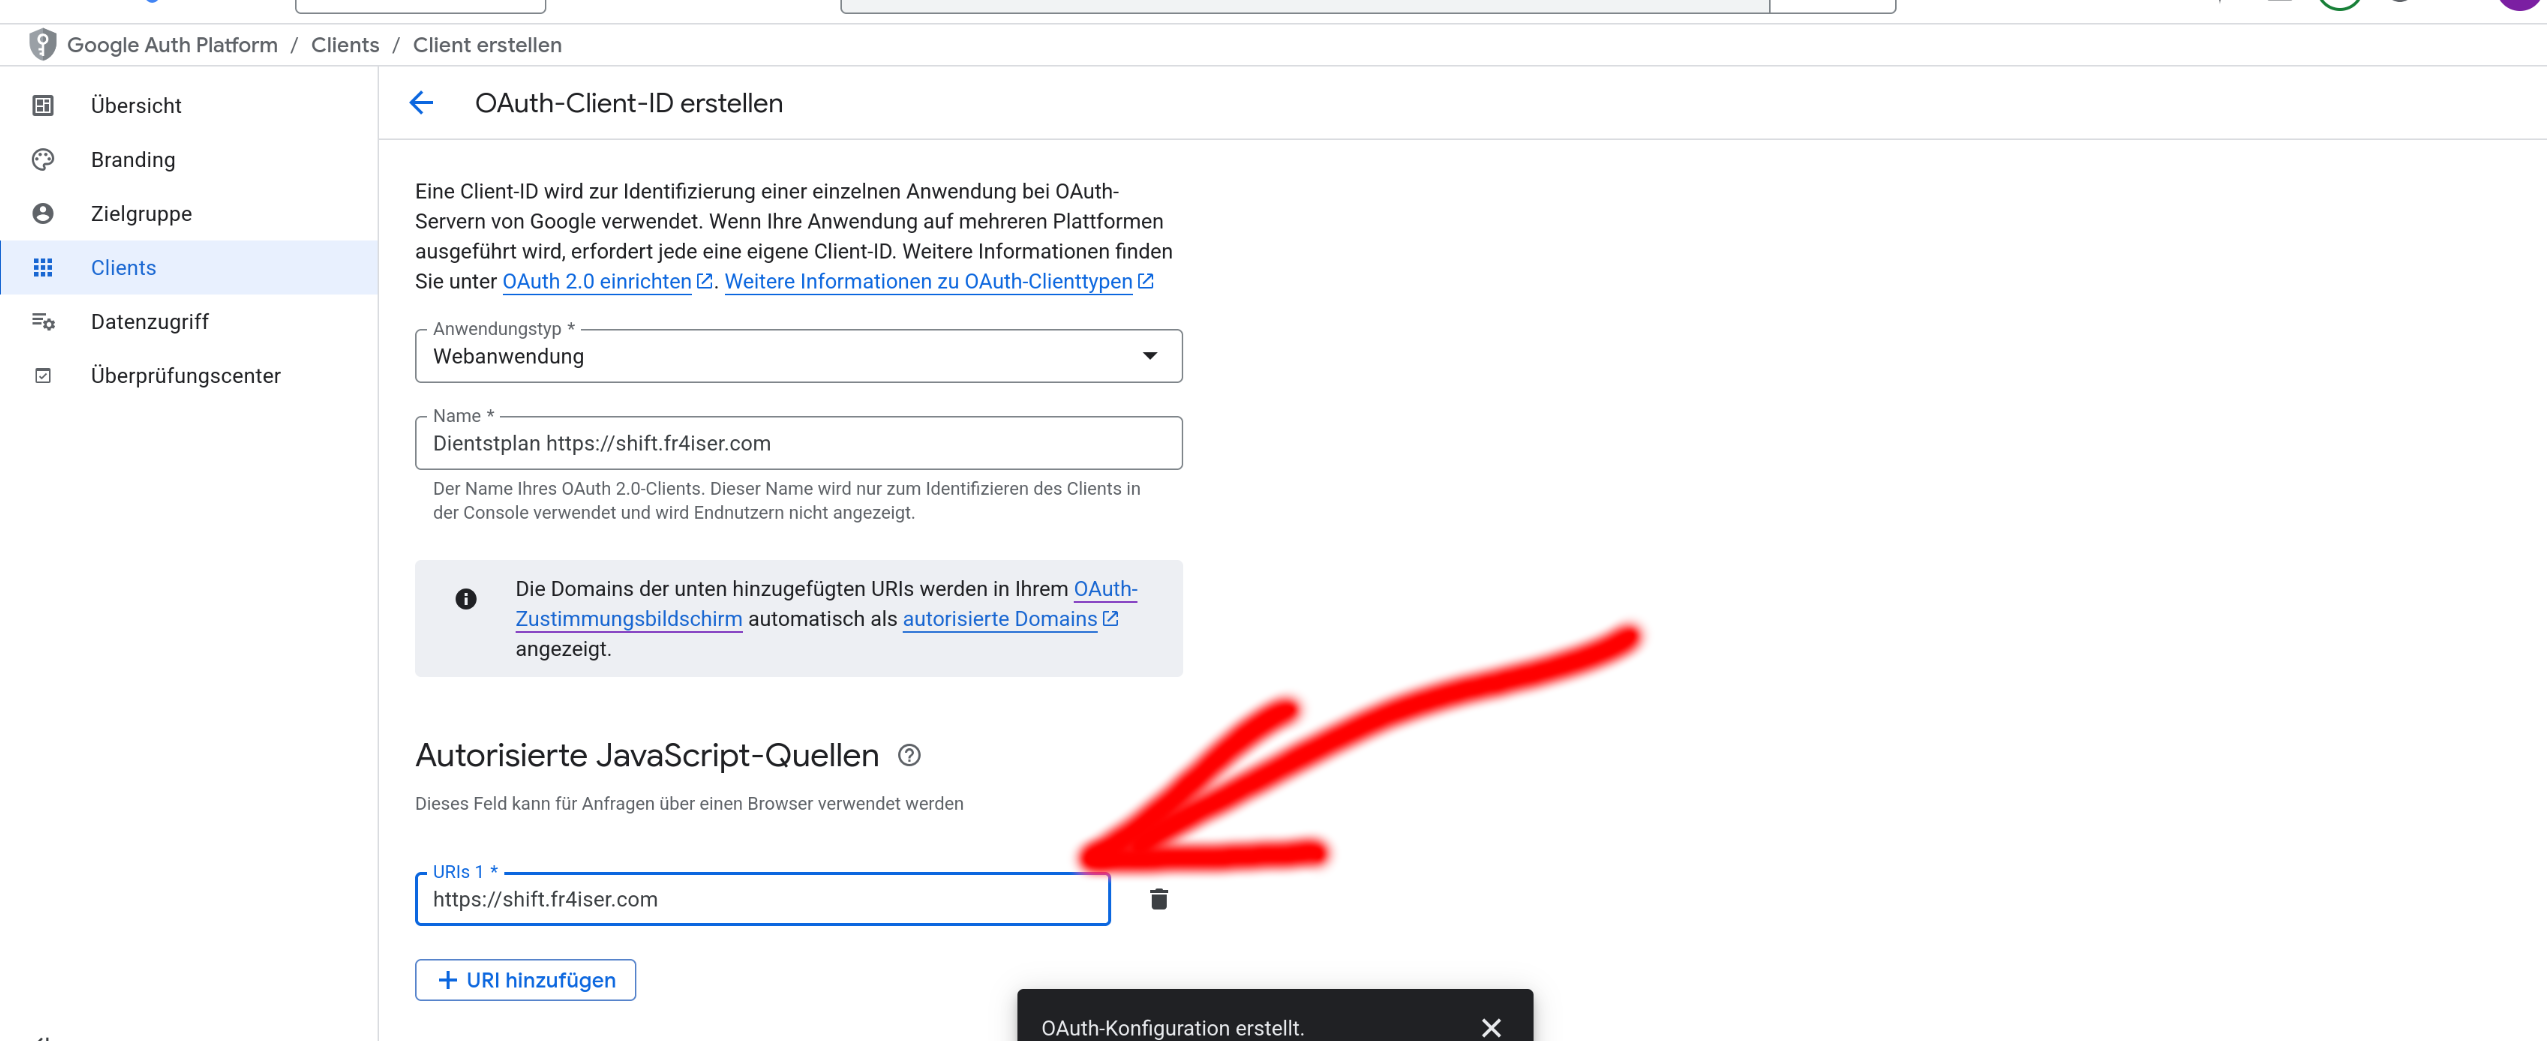 Google Auth Platform / Clients / Client erstellen
Übersicht
Branding
Zielgruppe
Clients
Datenzugriff
Überprüfungscenter
OAuth-Client-ID erstellen
Eine Client-ID wird zur Identifizierung einer einzelnen Anwendung bei OAuth-
Servern von Google verwendet. Wenn Ihre Anwendung auf mehreren Plattformen
ausgeführt wird, erfordert jede eine eigene Client-ID. Weitere Informationen finden
Sie unter OAuth 2.0 einrichten. Weitere Informationen zu OAuth-Clienttypen
Anwendungstyp *
Webanwendung
Name *
Dientstplan https://shift.fr4iser.com
Der Name Ihres OAuth 2.0-Clients. Dieser Name wird nur zum Identifizieren des Clients in
der Console verwendet und wird Endnutzern nicht angezeigt.
Die Domains der unten hinzugefügten URIs werden in Ihrem OAuth-
Zustimmungsbildschirm automatisch als autorisierte Domains
angezeigt.
Autorisierte JavaScript-Quellen
Dieses Feld kann für Anfragen über einen Browser verwendet werden
URIs 1 *
https://shift.fr4iser.com
+ URI hinzufügen
OAuth-Konfiguration erstellt.